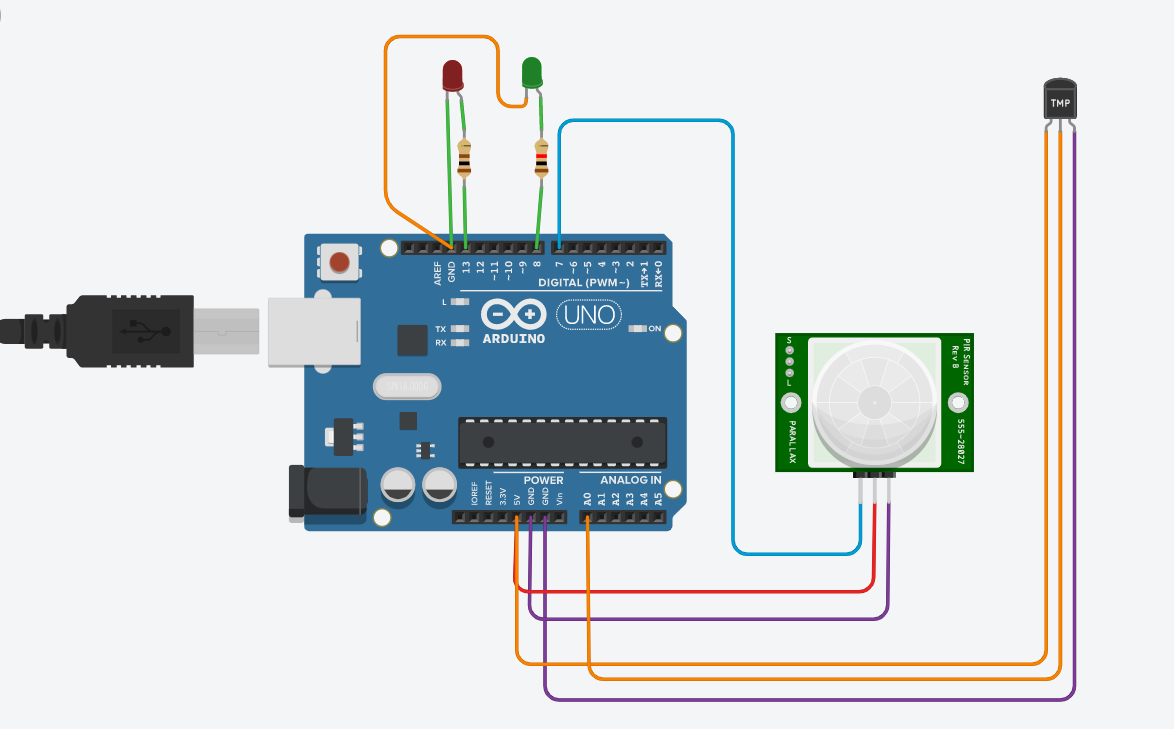 TMP
AREF
GND
13
12
~11
~10
~9
8
7
~6
~5
4
~3
2
TX→1
RX←0
DIGITAL (PWM~)
L
TX
RX
ARDUINO
UNO
ON
S
L
PARALLAX
PIR SENSOR
REV B
555-28027
POWER
ANALOG IN
IOREF
RESET
3.3V
5V
GND
GND
Vin
A0
A1
A2
A3
A4
A5